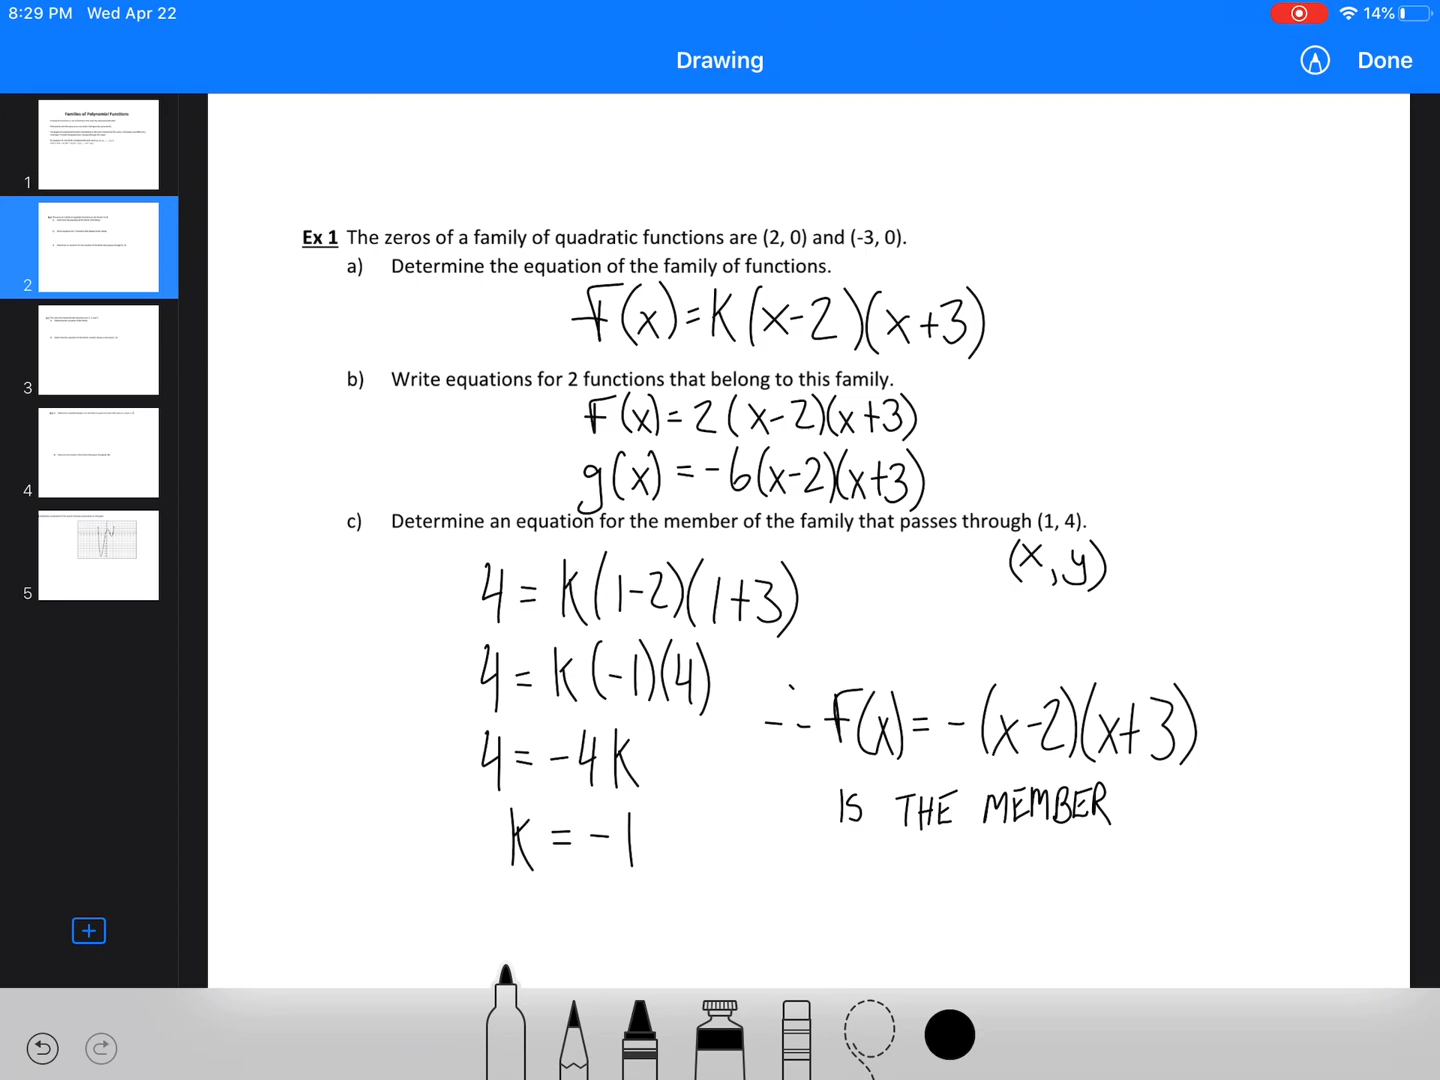 8:29 PM Wed Apr 22
14%
Drawing
Done
Families of Polynomial Functions
1
2
3
4
5
Ex 1 The zeros of a family of quadratic functions are (2, 0) and (-3, 0).
a) Determine the equation of the family of functions.
F(x)=K(x-2)(x+3)
b) Write equations for 2 functions that belong to this family.
F(x)=2(x-2)(x+3)
g(x)=-6(x-2)(x+3)
c) Determine an equation for the member of the family that passes through (1, 4).
(x,y)
4=K(1-2)(1+3)
4=K(-1)(4)
4=-4K
K=-1
∴ F(x)=-(x-2)(x+3)
IS THE MEMBER